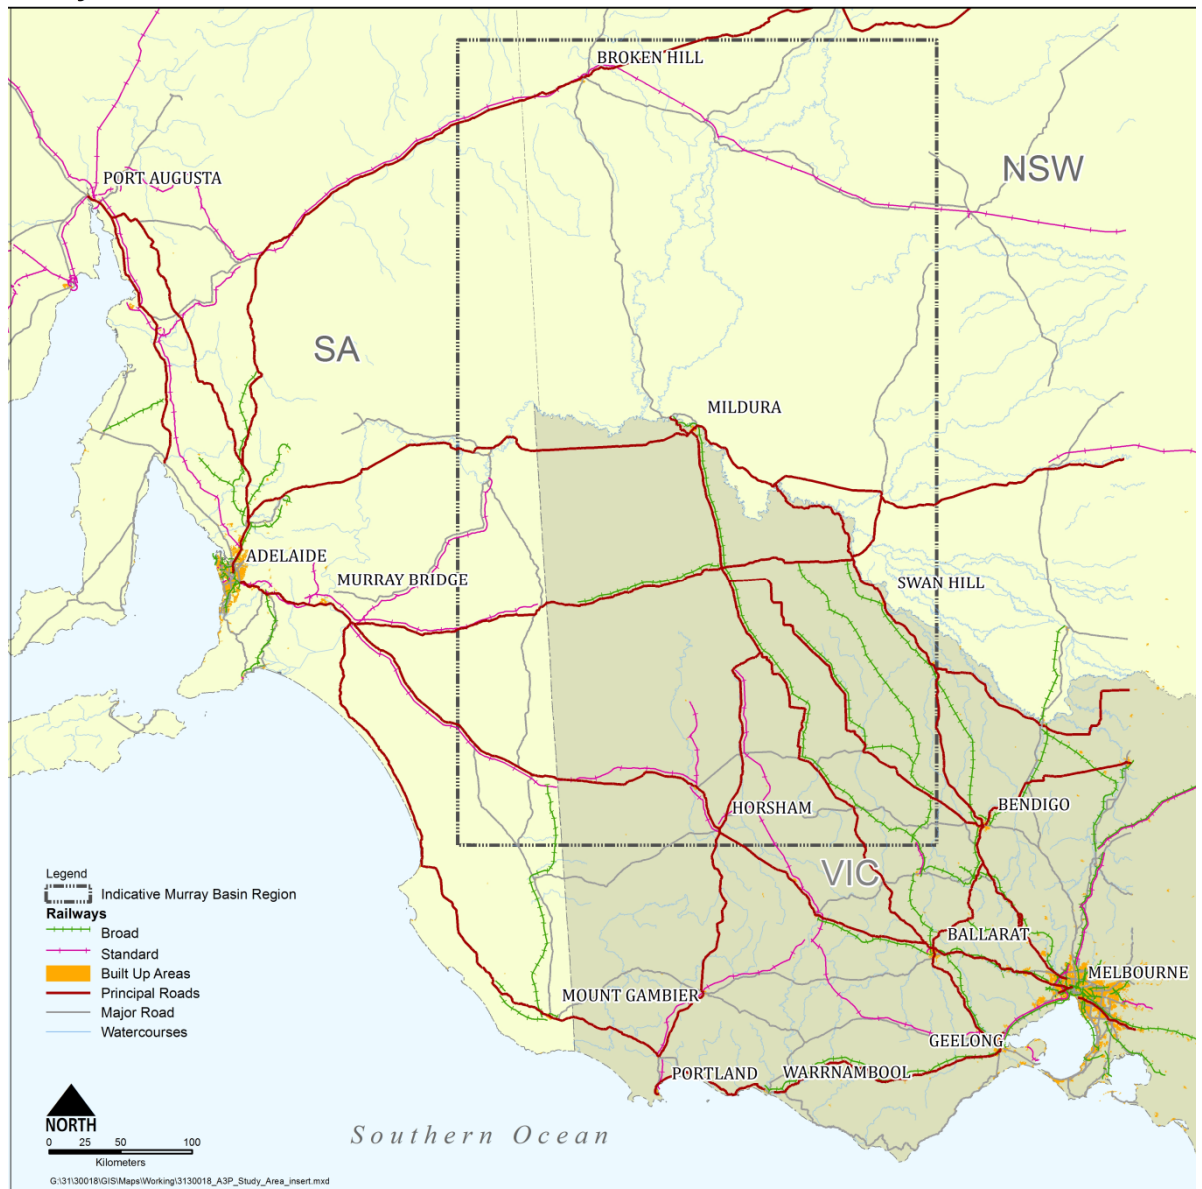 BROKEN HILL
PORT AUGUSTA
NSW
SA
MILDURA
ADELAIDE
MURRAY BRIDGE
SWAN HILL
HORSHAM
BENDIGO
VIC
BALLARAT
MELBOURNE
MOUNT GAMBIER
GEELONG
PORTLAND
WARRNAMBOOL
Southern Ocean
Legend
Indicative Murray Basin Region
Railways
Broad
Standard
Built Up Areas
Principal Roads
Major Road
Watercourses
NORTH
0 25 50 100
Kilometers
G:\31\30018\GIS\Maps\Working\3130018_A3P_Study_Area_insert.mxd